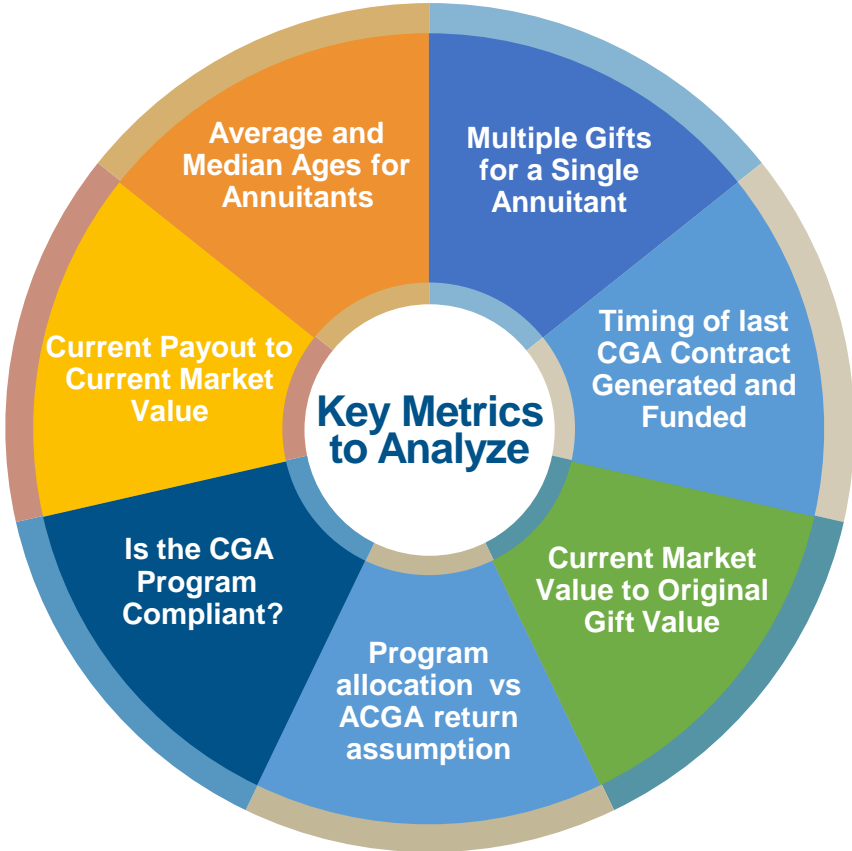 Key Metrics
to Analyze
Multiple Gifts
for a Single
Annuitant
Timing of last
CGA Contract
Generated and
Funded
Current Market
Value to Original
Gift Value
Program
allocation vs
ACGA return
assumption
Is the CGA
Program
Compliant?
Current Payout to
Current Market
Value
Average and
Median Ages for
Annuitants